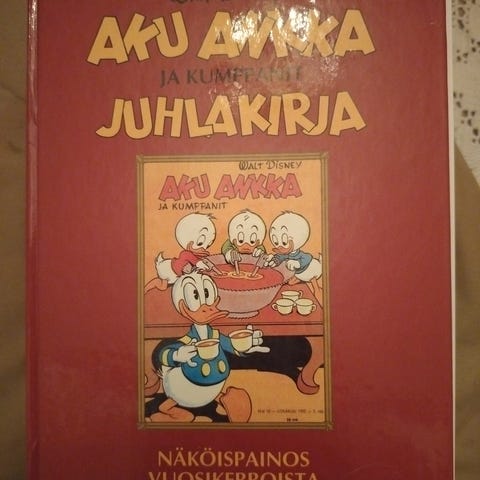 AKU ANKKA
JA KUMPPANIT
JUHLAKIRJA
WALT DISNEY
AKU ANKKA
JA KUMPPANIT
NÄKÖISPAINOS
VUOSIKERROISTA